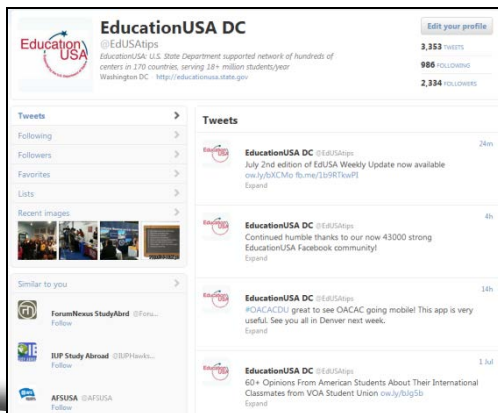 Education
USA
EducationUSA DC
@EdUSAtips
EducationUSA: U.S. State Department supported network of hundreds of
centers in 170 countries, serving 18+ million students/year
Washington DC http://educationusa.state.gov
Edit your profile
3,353 TWEETS
986 FOLLOWING
2,334 FOLLOWERS
Tweets
Following
Followers
Favorites
Lists
Recent images
Similar to you
ForumNexus StudyAbrd @Foru...
Follow
IUP Study Abroad @IUPHawks...
Follow
AFSUSA @AFSUSA
Follow
Tweets
24m
EducationUSA DC @EdUSAtips
July 2nd edition of EdUSA Weekly Update now available
ow.ly/bXCMo fb.me/1b9RTkwPI
Expand
4h
EducationUSA DC @EdUSAtips
Continued humble thanks to our now 43000 strong
EducationUSA Facebook community!
Expand
14h
EducationUSA DC @EdUSAtips
#OACACDU great to see OACAC going mobile! This app is very
useful. See you all in Denver next week.
Expand
1 Jul
EducationUSA DC @EdUSAtips
60+ Opinions From American Students About Their International
Classmates from VOA Student Union ow.ly/bJg5b
Expand